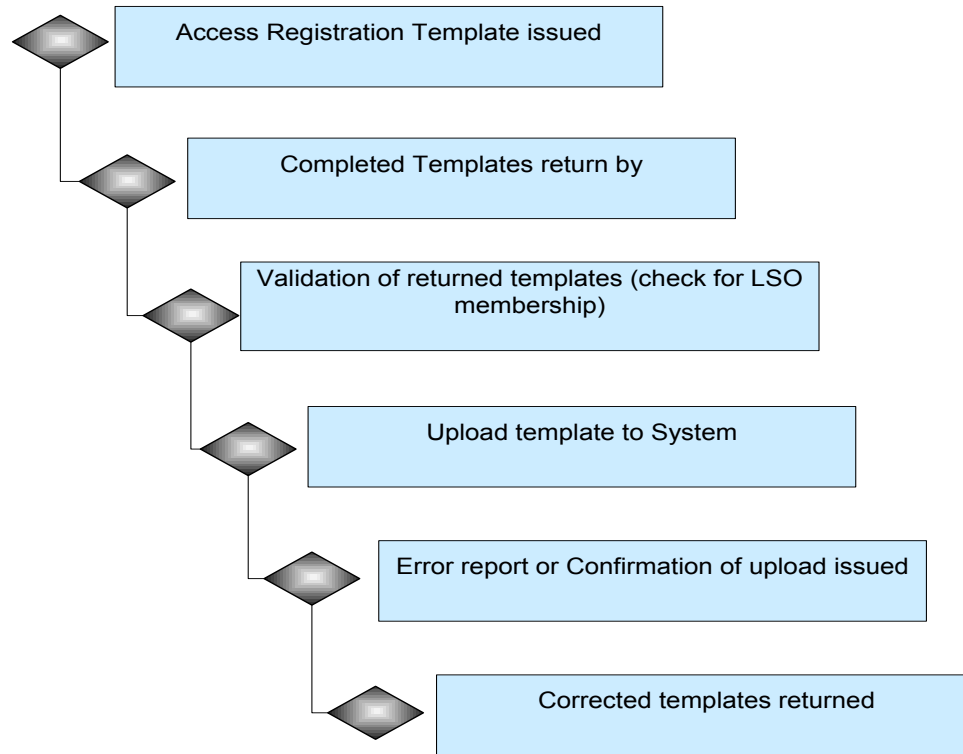 Access Registration Template issued
Completed Templates return by
Validation of returned templates (check for LSO
membership)
Upload template to System
Error report or Confirmation of upload issued
Corrected templates returned